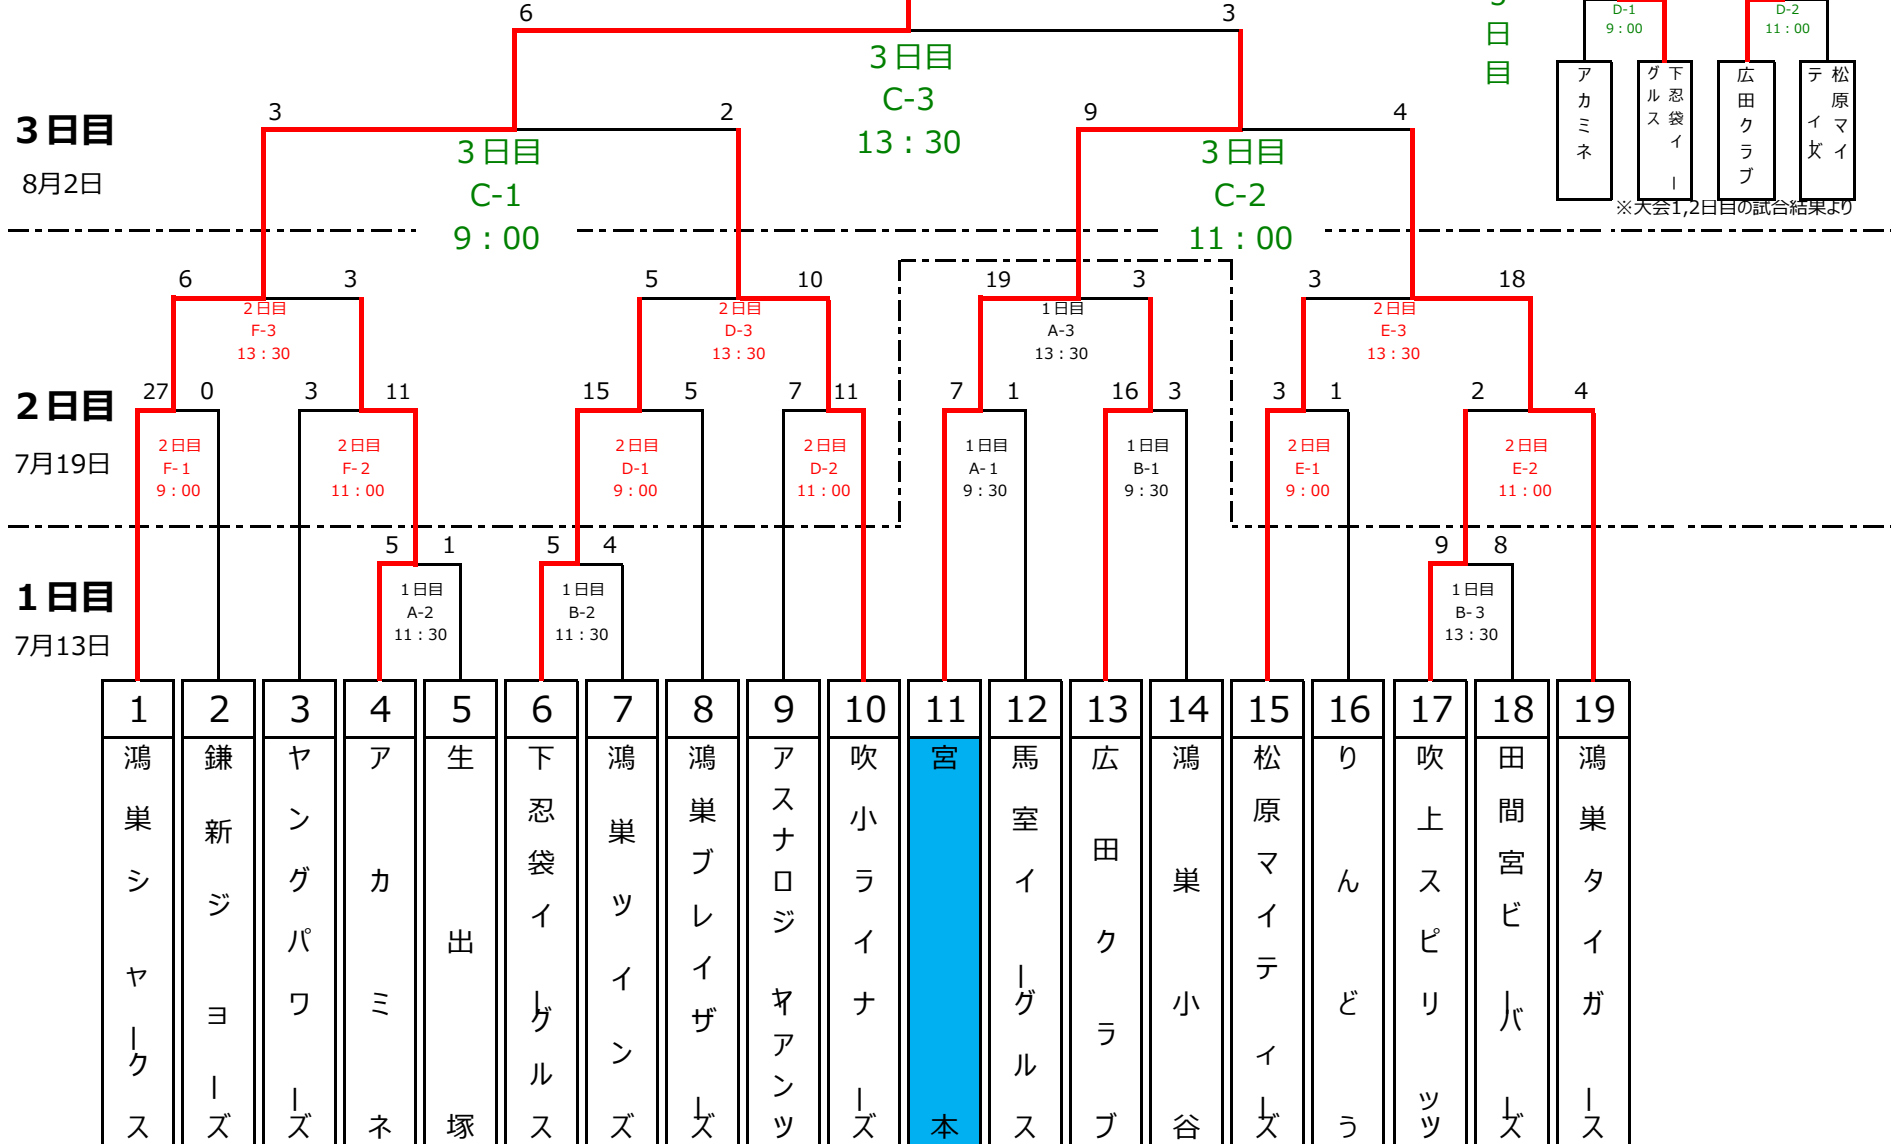 6 3
3日目
C-3
13：30
日
目
D-1
9：00
D-2
11：00
アカミネ
下忍袋イーグルス
広田クラブ
松原マイティーズ
※大会1,2日目の試合結果より
3日目
8月2日
3 2
3日目
C-1
9：00
9 4
3日目
C-2
11：00
6 3
2日目
F-3
13：30
5 10
2日目
D-3
13：30
19 3
1日目
A-3
13：30
3 18
2日目
E-3
13：30
2日目
7月19日
27 0
2日目
F-1
9：00
3 11
2日目
F-2
11：00
15 5
2日目
D-1
9：00
7 11
2日目
D-2
11：00
7 1
1日目
A-1
9：30
16 3
1日目
B-1
9：30
3 1
2日目
E-1
9：00
2 4
2日目
E-2
11：00
1日目
7月13日
5 1
1日目
A-2
11：30
5 4
1日目
B-2
11：30
9 8
1日目
B-3
13：30
1 2 3 4 5 6 7 8 9 10 11 12 13 14 15 16 17 18 19
鴻巣シャークス
鎌新ジョーズ
ヤングパワーズ
アカミネ
生出塚
下忍袋イーグルス
鴻巣ツインズ
鴻巣ブレイザーズ
アスナロジャイアンツ
吹小ライナーズ
宮本
馬室イーグルス
広田クラブ
鴻巣小谷
松原マイティーズ
りんどう
吹上スピリッツ
田間宮ビーバーズ
鴻巣タイガース